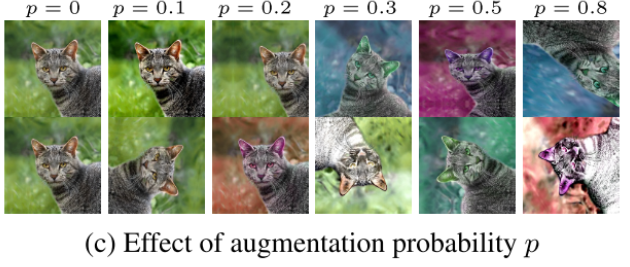 p = 0 p = 0.1 p = 0.2 p = 0.3 p = 0.5 p = 0.8
(c) Effect of augmentation probability p